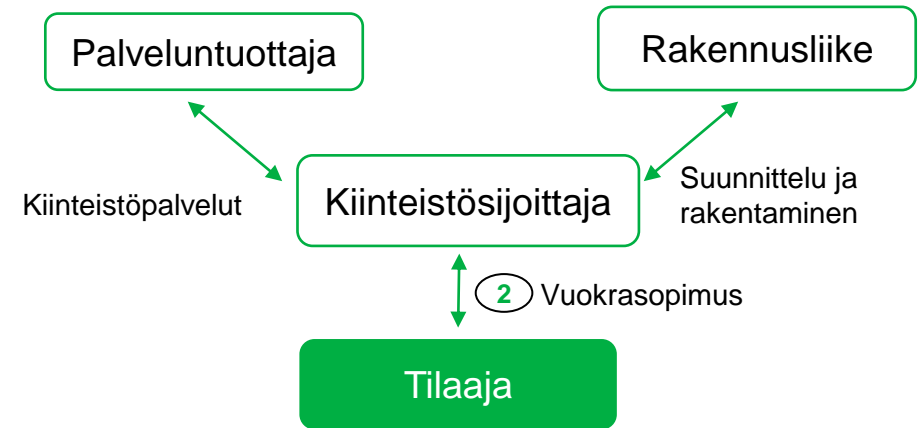 Palveluntuottaja
Rakennusliike
Kiinteistöpalvelut
Kiinteistösijoittaja
Suunnittelu ja
rakentaminen
2 Vuokrasopimus
Tilaaja